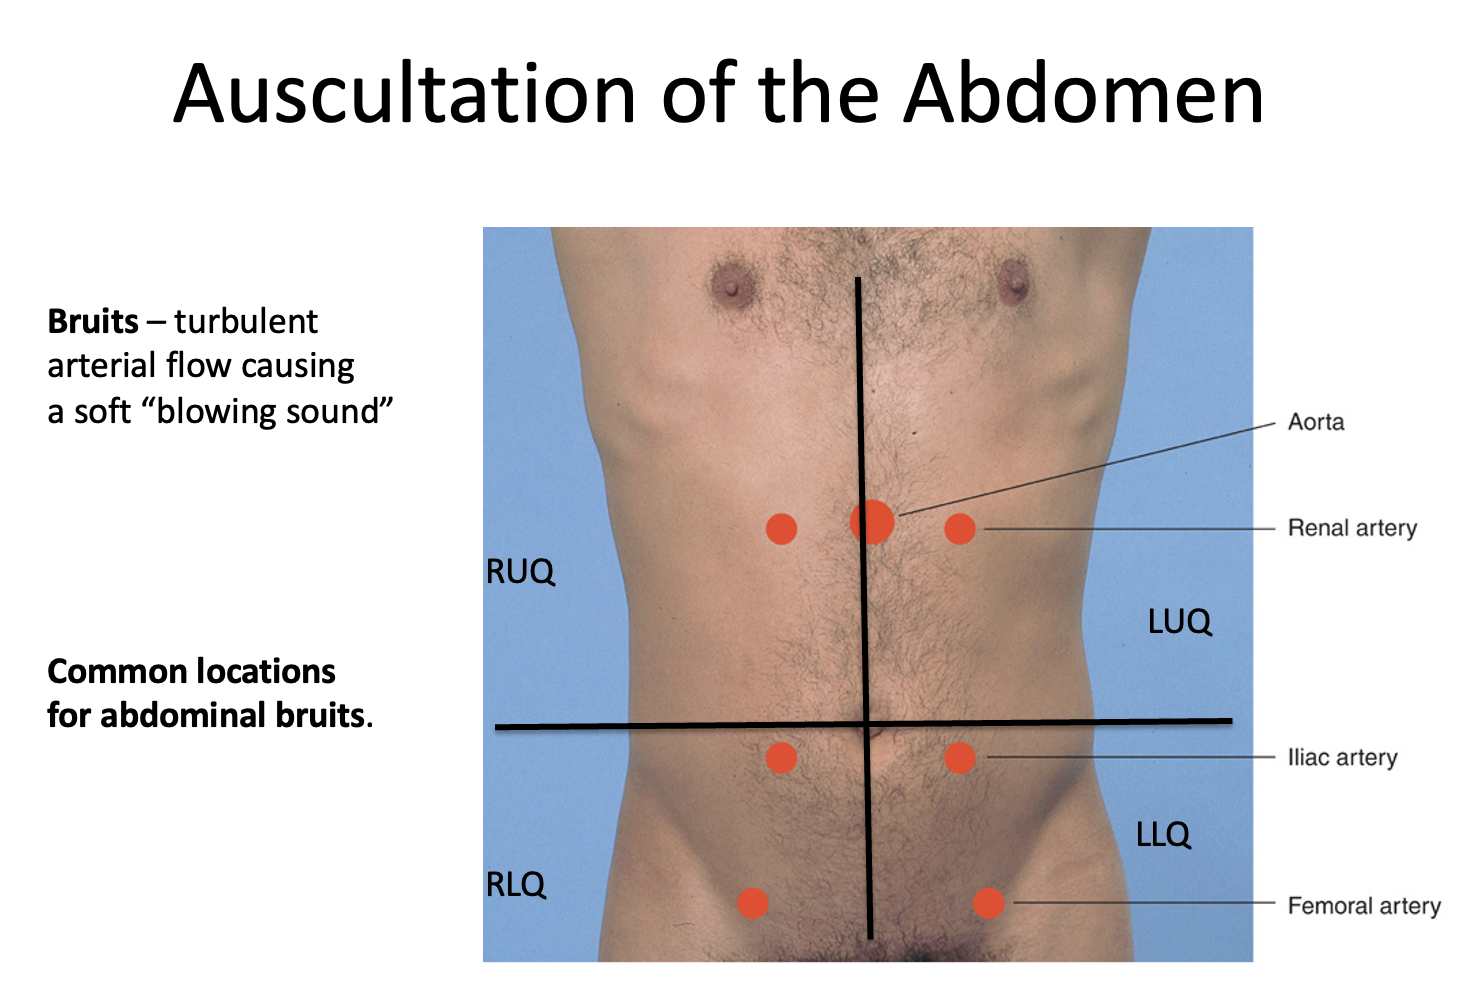 Auscultation of the Abdomen
Bruits – turbulent
arterial flow causing
a soft “blowing sound”
Common locations
for abdominal bruits.
Aorta
Renal artery
RUQ
LUQ
Iliac artery
LLQ
RLQ
Femoral artery